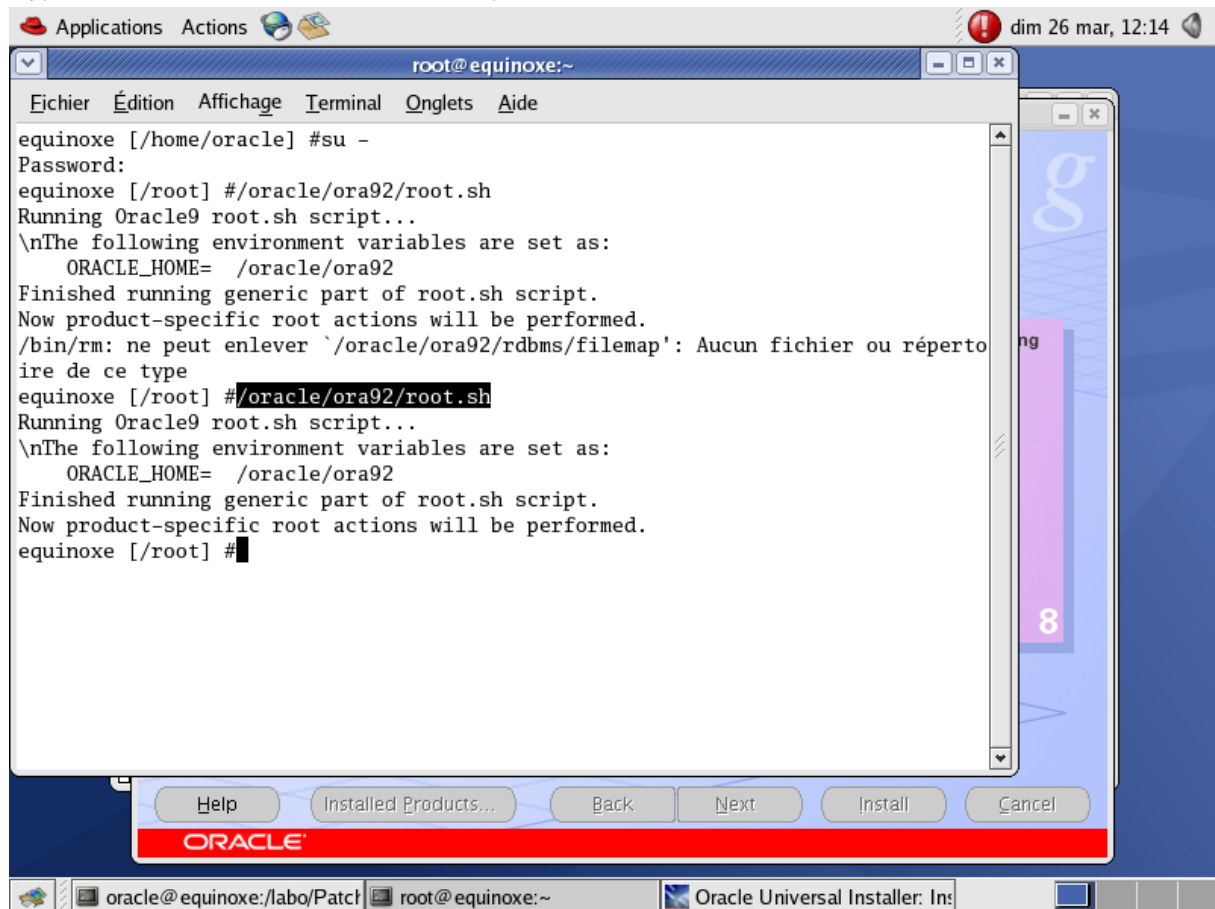 Applications Actions dim 26 mar, 12:14
root@equinoxe:~
Fichier Édition Affichage Terminal Onglets Aide
equinoxe [/home/oracle] #su -
Password:
equinoxe [/root] #/oracle/ora92/root.sh
Running Oracle9 root.sh script...
\nThe following environment variables are set as:
    ORACLE_HOME=  /oracle/ora92
Finished running generic part of root.sh script.
Now product-specific root actions will be performed.
/bin/rm: ne peut enlever `/oracle/ora92/rdbms/filemap': Aucun fichier ou réperto
ire de ce type
equinoxe [/root] #/oracle/ora92/root.sh
Running Oracle9 root.sh script...
\nThe following environment variables are set as:
    ORACLE_HOME=  /oracle/ora92
Finished running generic part of root.sh script.
Now product-specific root actions will be performed.
equinoxe [/root] #
g
ng
8
Help Installed Products... Back Next Install Cancel
ORACLE
oracle@equinoxe:/labo/Patch root@equinoxe:~ Oracle Universal Installer: Ins